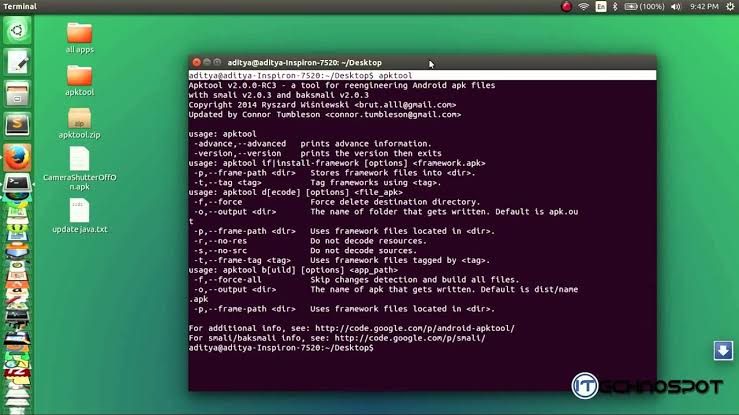 Terminal
En
(100%)
9:42 PM
all apps
apktool
zip
apktool.zip
CameraShutterOffO
n.apk
update java.txt
aditya@aditya-Inspiron-7520: ~/Desktop
aditya@aditya-Inspiron-7520:~/Desktop$ apktool
Apktool v2.0.0-RC3 - a tool for reengineering Android apk files
with smali v2.0.3 and baksmali v2.0.3
Copyright 2014 Ryszard Wiśniewski <brut.alll@gmail.com>
Updated by Connor Tumbleson <connor.tumbleson@gmail.com>
usage: apktool
-advance,--advanced   prints advance information.
-version,--version   prints the version then exits
usage: apktool if|install-framework [options] <framework.apk>
-p,--frame-path <dir>   Stores framework files into <dir>.
-t,--tag <tag>   Tag frameworks using <tag>.
usage: apktool d[ecode] [options] <file_apk>
-f,--force   Force delete destination directory.
-o,--output <dir>   The name of folder that gets written. Default is apk.ou
t
-p,--frame-path <dir>   Uses framework files located in <dir>.
-r,--no-res   Do not decode resources.
-s,--no-src   Do not decode sources.
-t,--frame-tag <tag>   Uses framework files tagged by <tag>.
usage: apktool b[uild] [options] <app_path>
-f,--force-all   Skip changes detection and build all files.
-o,--output <dir>   The name of apk that gets written. Default is dist/name
.apk
-p,--frame-path <dir>   Uses framework files located in <dir>.
For additional info, see: http://code.google.com/p/android-apktool/
For smali/baksmali info, see: http://code.google.com/p/smali/
aditya@aditya-Inspiron-7520:~/Desktop$
ITECHNOSPOT